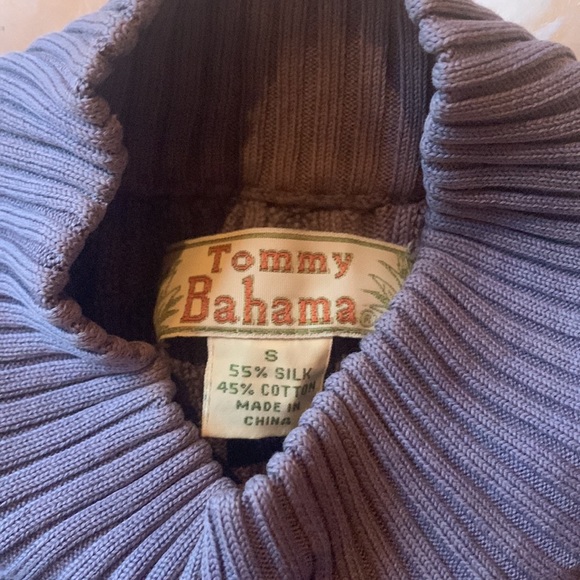 Tommy
Bahama
S
55% SILK
45% COTTON
MADE IN
CHINA